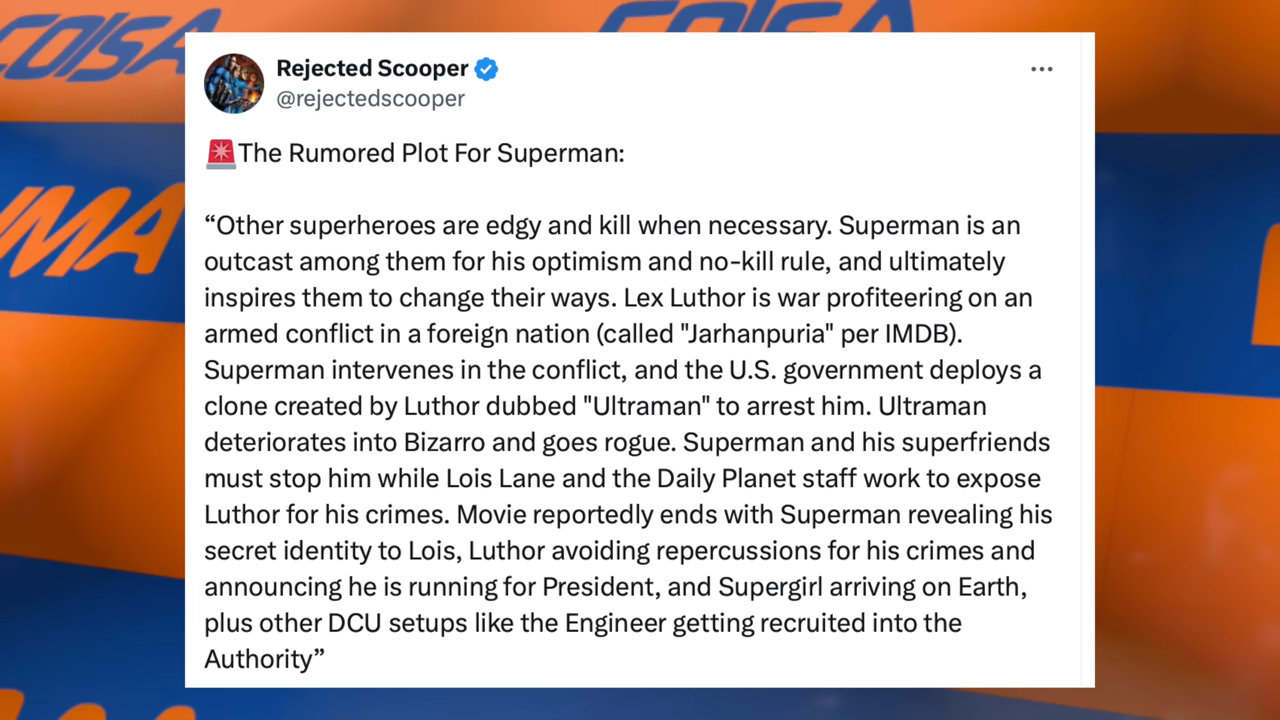 COISA
Rejected Scooper
@rejectedscooper
🚨The Rumored Plot For Superman:
“Other superheroes are edgy and kill when necessary. Superman is an
outcast among them for his optimism and no-kill rule, and ultimately
inspires them to change their ways. Lex Luthor is war profiteering on an
armed conflict in a foreign nation (called "Jarhanpuria" per IMDB).
Superman intervenes in the conflict, and the U.S. government deploys a
clone created by Luthor dubbed "Ultraman" to arrest him. Ultraman
deteriorates into Bizarro and goes rogue. Superman and his superfriends
must stop him while Lois Lane and the Daily Planet staff work to expose
Luthor for his crimes. Movie reportedly ends with Superman revealing his
secret identity to Lois, Luthor avoiding repercussions for his crimes and
announcing he is running for President, and Supergirl arriving on Earth,
plus other DCU setups like the Engineer getting recruited into the
Authority”